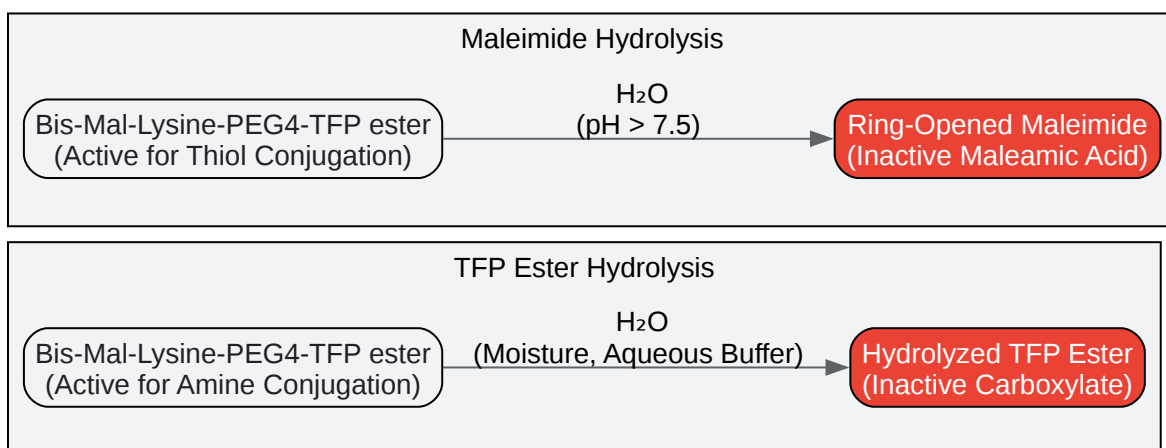 Maleimide Hydrolysis
Bis-Mal-Lysine-PEG4-TFP ester
(Active for Thiol Conjugation)
H₂O
(pH > 7.5)
Ring-Opened Maleimide
(Inactive Maleamic Acid)
TFP Ester Hydrolysis
Bis-Mal-Lysine-PEG4-TFP ester
(Active for Amine Conjugation)
H₂O
(Moisture, Aqueous Buffer)
Hydrolyzed TFP Ester
(Inactive Carboxylate)